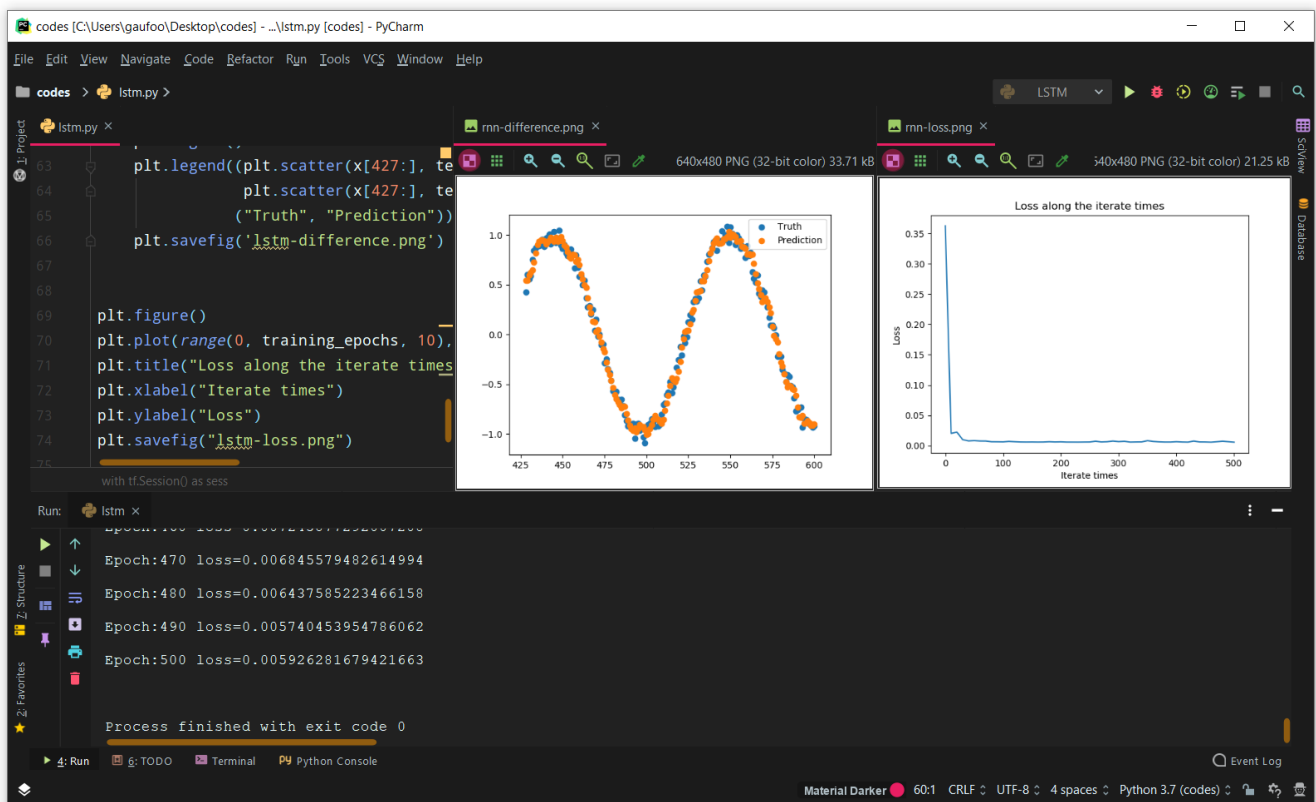 codes [C:\Users\gaufoo\Desktop\codes] - ...\lstm.py [codes] - PyCharm
File Edit View Navigate Code Refactor Run Tools VCS Window Help
codes lstm.py
LSTM
1: Project
lstm.py
63 plt.legend((plt.scatter(x[427:], te
64 plt.scatter(x[427:], te
65 ("Truth", "Prediction"))
66 plt.savefig('lstm-difference.png')
67
68
69 plt.figure()
70 plt.plot(range(0, training_epochs, 10),
71 plt.title("Loss along the iterate times
72 plt.xlabel("Iterate times")
73 plt.ylabel("Loss")
74 plt.savefig("lstm-loss.png")
75
with tf.Session() as sess
rnn-difference.png
640x480 PNG (32-bit color) 33.71 kB
Truth
Prediction
1.0
0.5
0.0
−0.5
−1.0
425 450 475 500 525 550 575 600
rnn-loss.png
540x480 PNG (32-bit color) 21.25 kB
Loss along the iterate times
0.35
0.30
0.25
0.20
0.15
0.10
0.05
0.00
Loss
0 100 200 300 400 500
Iterate times
SciView
Database
Run: lstm
Epoch:470 loss=0.006845579482614994
Epoch:480 loss=0.006437585223466158
Epoch:490 loss=0.005740453954786062
Epoch:500 loss=0.005926281679421663
Process finished with exit code 0
7: Structure
2: Favorites
4: Run 6: TODO Terminal Python Console Event Log
Material Darker 60:1 CRLF UTF-8 4 spaces Python 3.7 (codes)